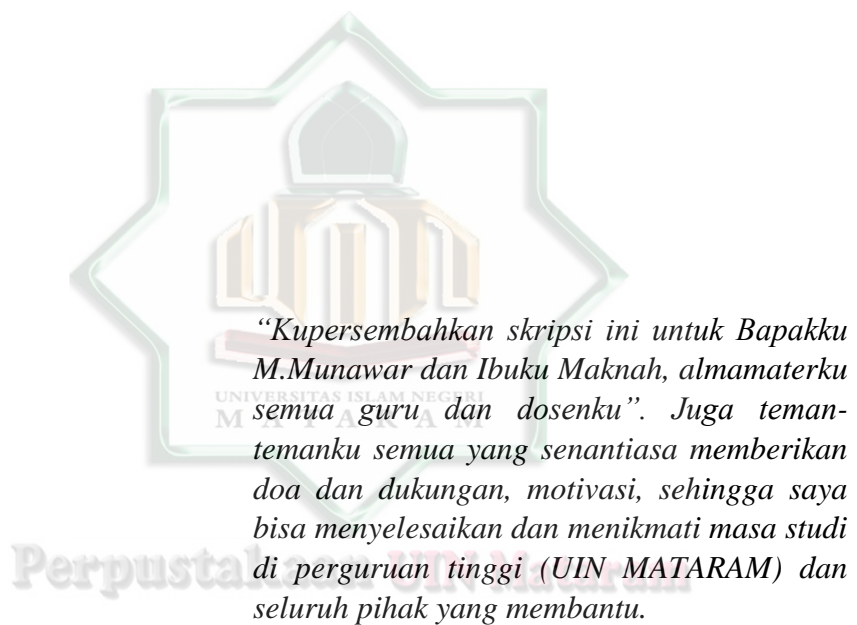 “Kupersembahkan skripsi ini untuk Bapakku
M.Munawar dan Ibuku Maknah, almamaterku
UNIVERSITAS ISLAM NEGERI
semua guru dan dosenku”. Juga teman-
MATARAM
temanku semua yang senantiasa memberikan
doa dan dukungan, motivasi, sehingga saya
bisa menyelesaikan dan menikmati masa studi
di perguruan tinggi (UIN MATARAM) dan
Perpustakaan UIN Mataram
seluruh pihak yang membantu.